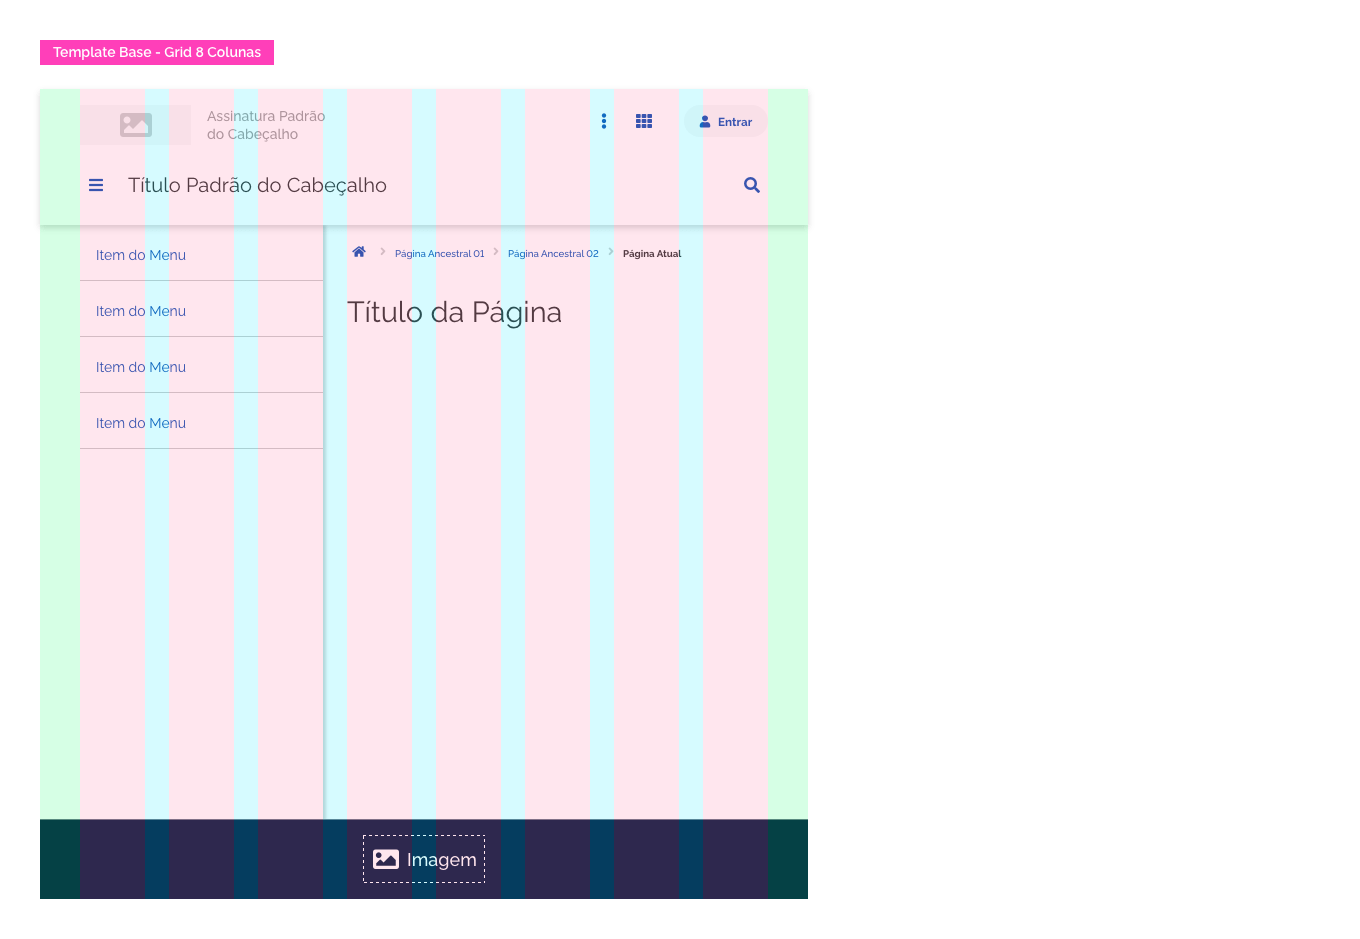 Template Base - Grid 8 Colunas
Assinatura Padrão
do Cabeçalho
Entrar
Título Padrão do Cabeçalho
Item do Menu
Item do Menu
Item do Menu
Item do Menu
Página Ancestral 01
Página Ancestral 02
Página Atual
Título da Página
Imagem